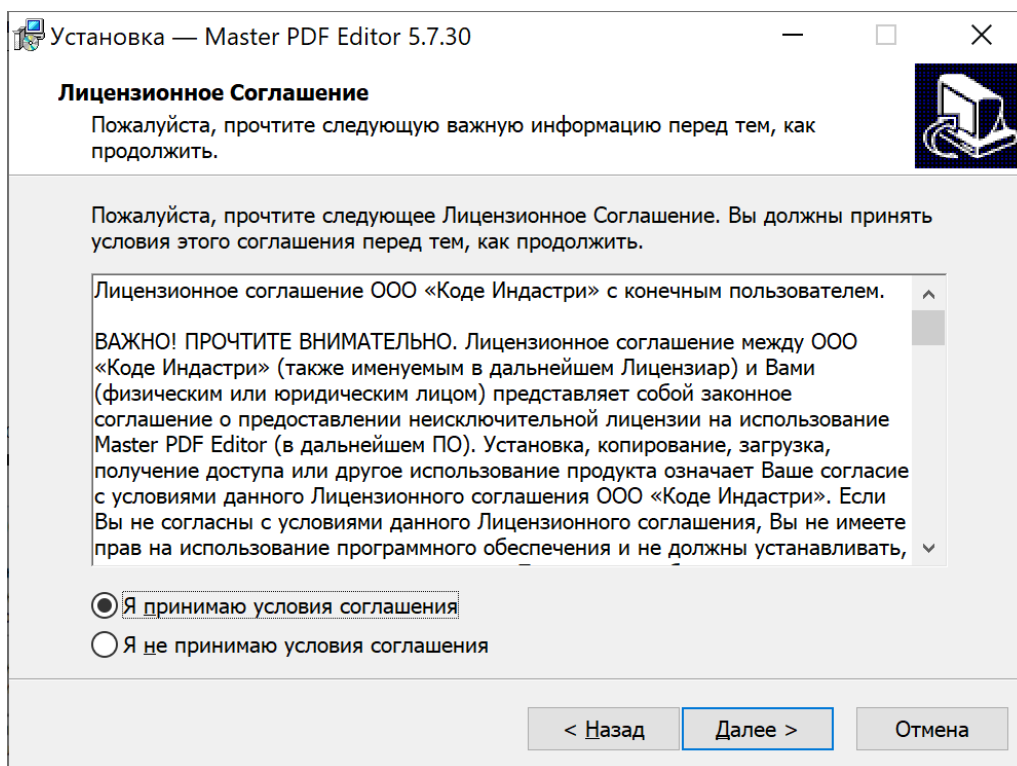 Установка — Master PDF Editor 5.7.30
Лицензионное Соглашение
Пожалуйста, прочтите следующую важную информацию перед тем, как
продолжить.
Пожалуйста, прочтите следующее Лицензионное Соглашение. Вы должны принять
условия этого соглашения перед тем, как продолжить.
Лицензионное соглашение ООО «Коде Индастри» с конечным пользователем.
ВАЖНО! ПРОЧТИТЕ ВНИМАТЕЛЬНО. Лицензионное соглашение между ООО
«Коде Индастри» (также именуемым в дальнейшем Лицензиар) и Вами
(физическим или юридическим лицом) представляет собой законное
соглашение о предоставлении неисключительной лицензии на использование
Master PDF Editor (в дальнейшем ПО). Установка, копирование, загрузка,
получение доступа или другое использование продукта означает Ваше согласие
с условиями данного Лицензионного соглашения ООО «Коде Индастри». Если
Вы не согласны с условиями данного Лицензионного соглашения, Вы не имеете
прав на использование программного обеспечения и не должны устанавливать,
Я принимаю условия соглашения
Я не принимаю условия соглашения
< Назад
Далее >
Отмена